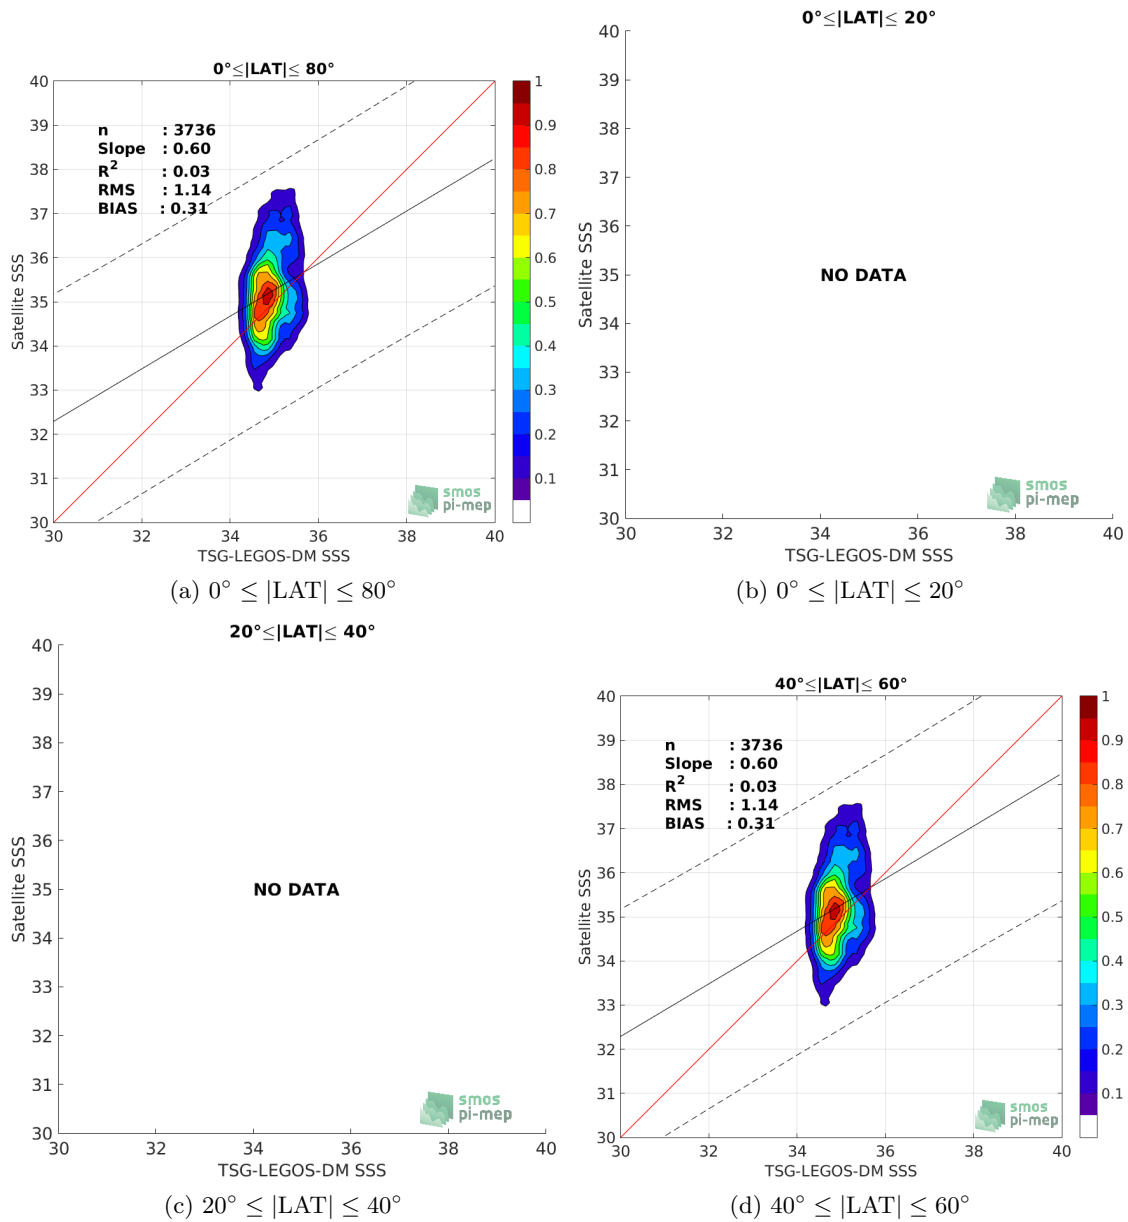 0°≤|LAT|≤ 80°
40
39
38
37
36
35
34
33
32
31
30
30
32
34
36
38
40
Satellite SSS
TSG-LEGOS-DM SSS
n : 3736
Slope : 0.60
R² : 0.03
RMS : 1.14
BIAS : 0.31
1
0.9
0.8
0.7
0.6
0.5
0.4
0.3
0.2
0.1
smos
pi-mep
(a) 0° ≤ |LAT| ≤ 80°
0°≤|LAT|≤ 20°
40
39
38
37
36
35
34
33
32
31
30
30
32
34
36
38
40
Satellite SSS
TSG-LEGOS-DM SSS
NO DATA
smos
pi-mep
(b) 0° ≤ |LAT| ≤ 20°
20°≤|LAT|≤ 40°
40
39
38
37
36
35
34
33
32
31
30
30
32
34
36
38
40
Satellite SSS
TSG-LEGOS-DM SSS
NO DATA
smos
pi-mep
(c) 20° ≤ |LAT| ≤ 40°
40°≤|LAT|≤ 60°
40
39
38
37
36
35
34
33
32
31
30
30
32
34
36
38
40
Satellite SSS
TSG-LEGOS-DM SSS
n : 3736
Slope : 0.60
R² : 0.03
RMS : 1.14
BIAS : 0.31
1
0.9
0.8
0.7
0.6
0.5
0.4
0.3
0.2
0.1
smos
pi-mep
(d) 40° ≤ |LAT| ≤ 60°